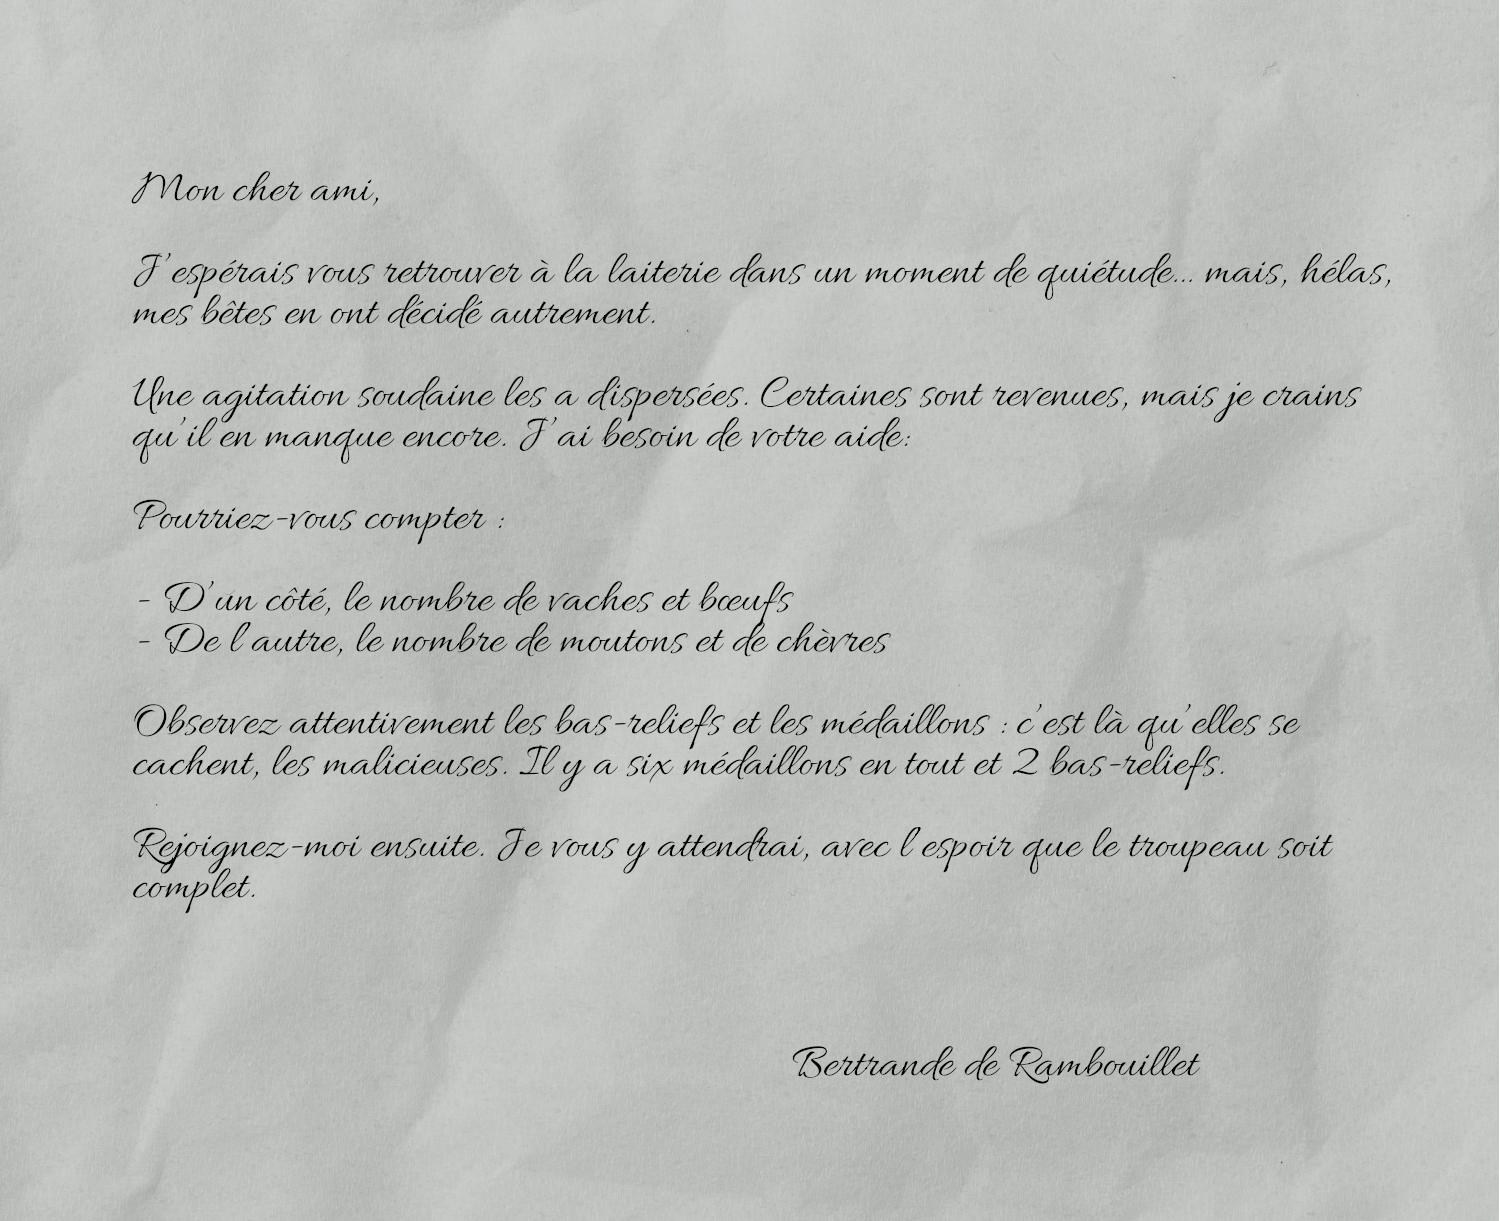 Mon cher ami,
J'espérais vous retrouver à la laiterie dans un moment de quiétude... mais, hélas,
mes bêtes en ont décidé autrement.
Une agitation soudaine les a dispersées. Certaines sont revenues, mais je crains
qu'il en manque encore. J'ai besoin de votre aide:
Pourriez-vous compter :
- D'un côté, le nombre de vaches et bœufs
- De l'autre, le nombre de moutons et de chèvres
Observez attentivement les bas-reliefs et les médaillons : c'est là qu'elles se
cachent, les malicieuses. Il y a six médaillons en tout et 2 bas-reliefs.
Rejoignez-moi ensuite. Je vous y attendrai, avec l'espoir que le troupeau soit
complet.
Bertrande de Rambouillet